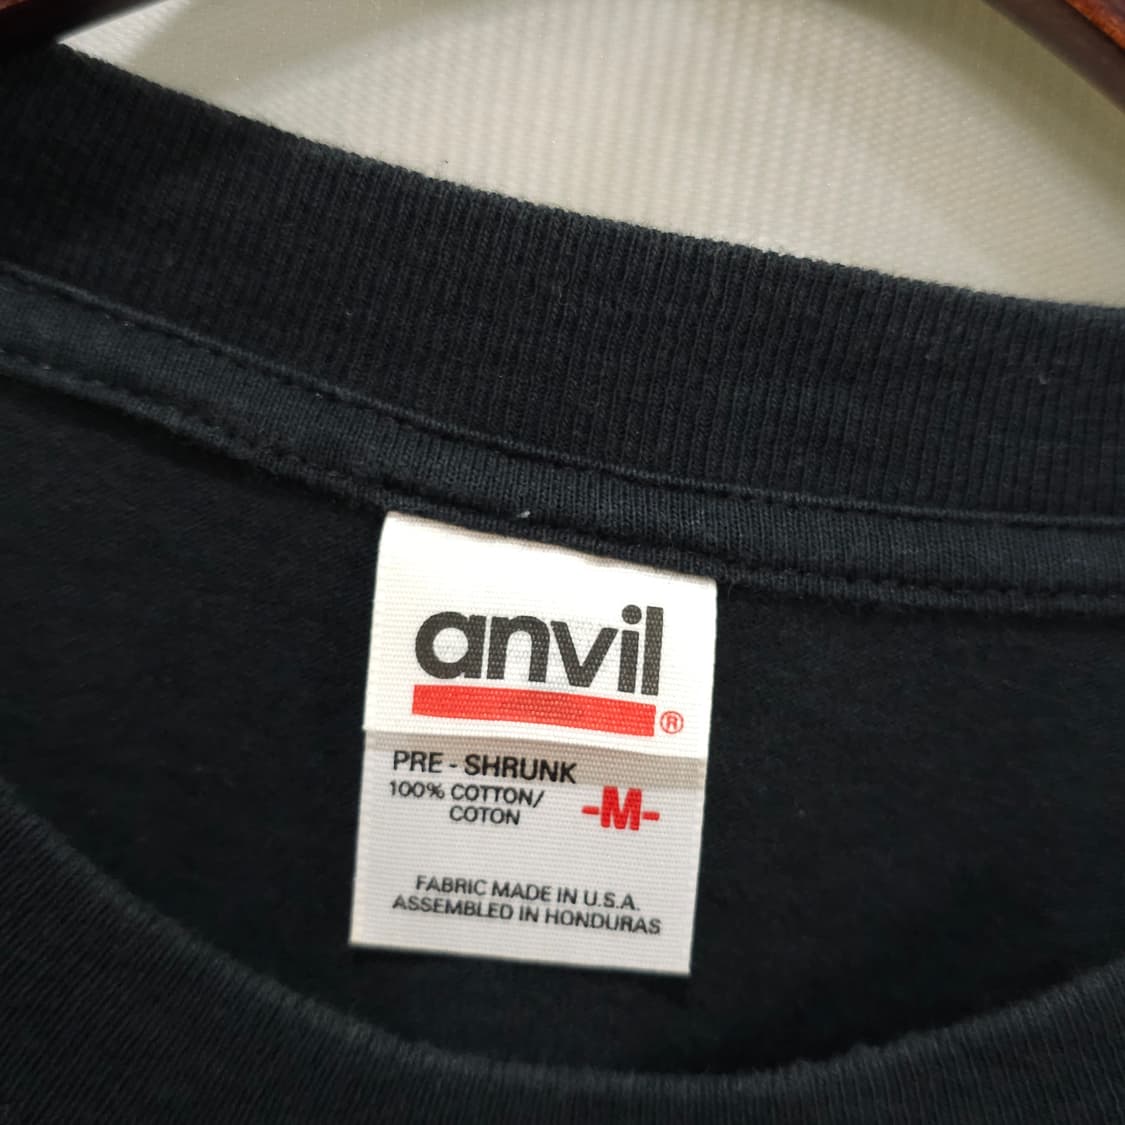 anvil
®
PRE - SHRUNK
100% COTTON/
COTON
-M-
FABRIC MADE IN U.S.A.
ASSEMBLED IN HONDURAS